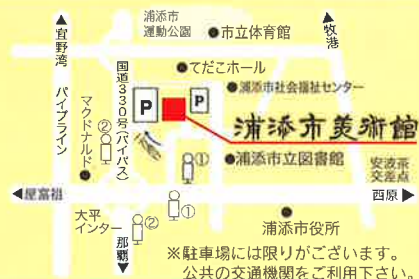 浦添市
運動公園
●市立体育館
▲牧港
▲宜野湾
パイプライン
国道330号(バイパス)
●てだこホール
●浦添市社会福祉センター
P
P
マクドナルド
②
浦添市美術館
①
●浦添市立図書館
安波茶
交差点
◀屋富祖
西原▶
①
大平
インター
②
那覇
浦添市役所
※駐車場には限りがございます。
公共の交通機関をご利用下さい。